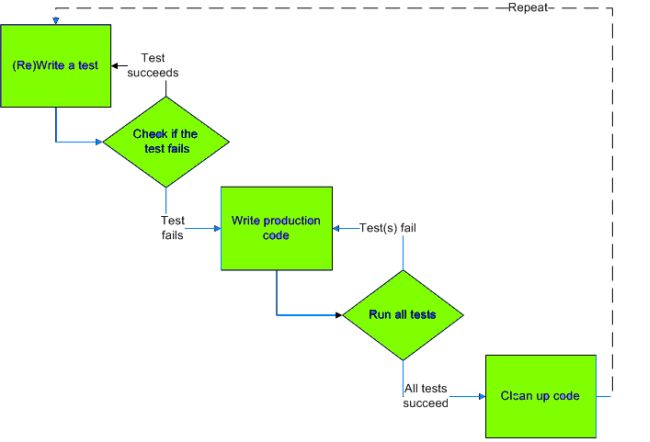 Repeat
(Re)Write a test
Test
succeeds
Check if the
test fails
Test
fails
Write production
code
Test(s) fail
Run all tests
All tests
succeed
Clean up code